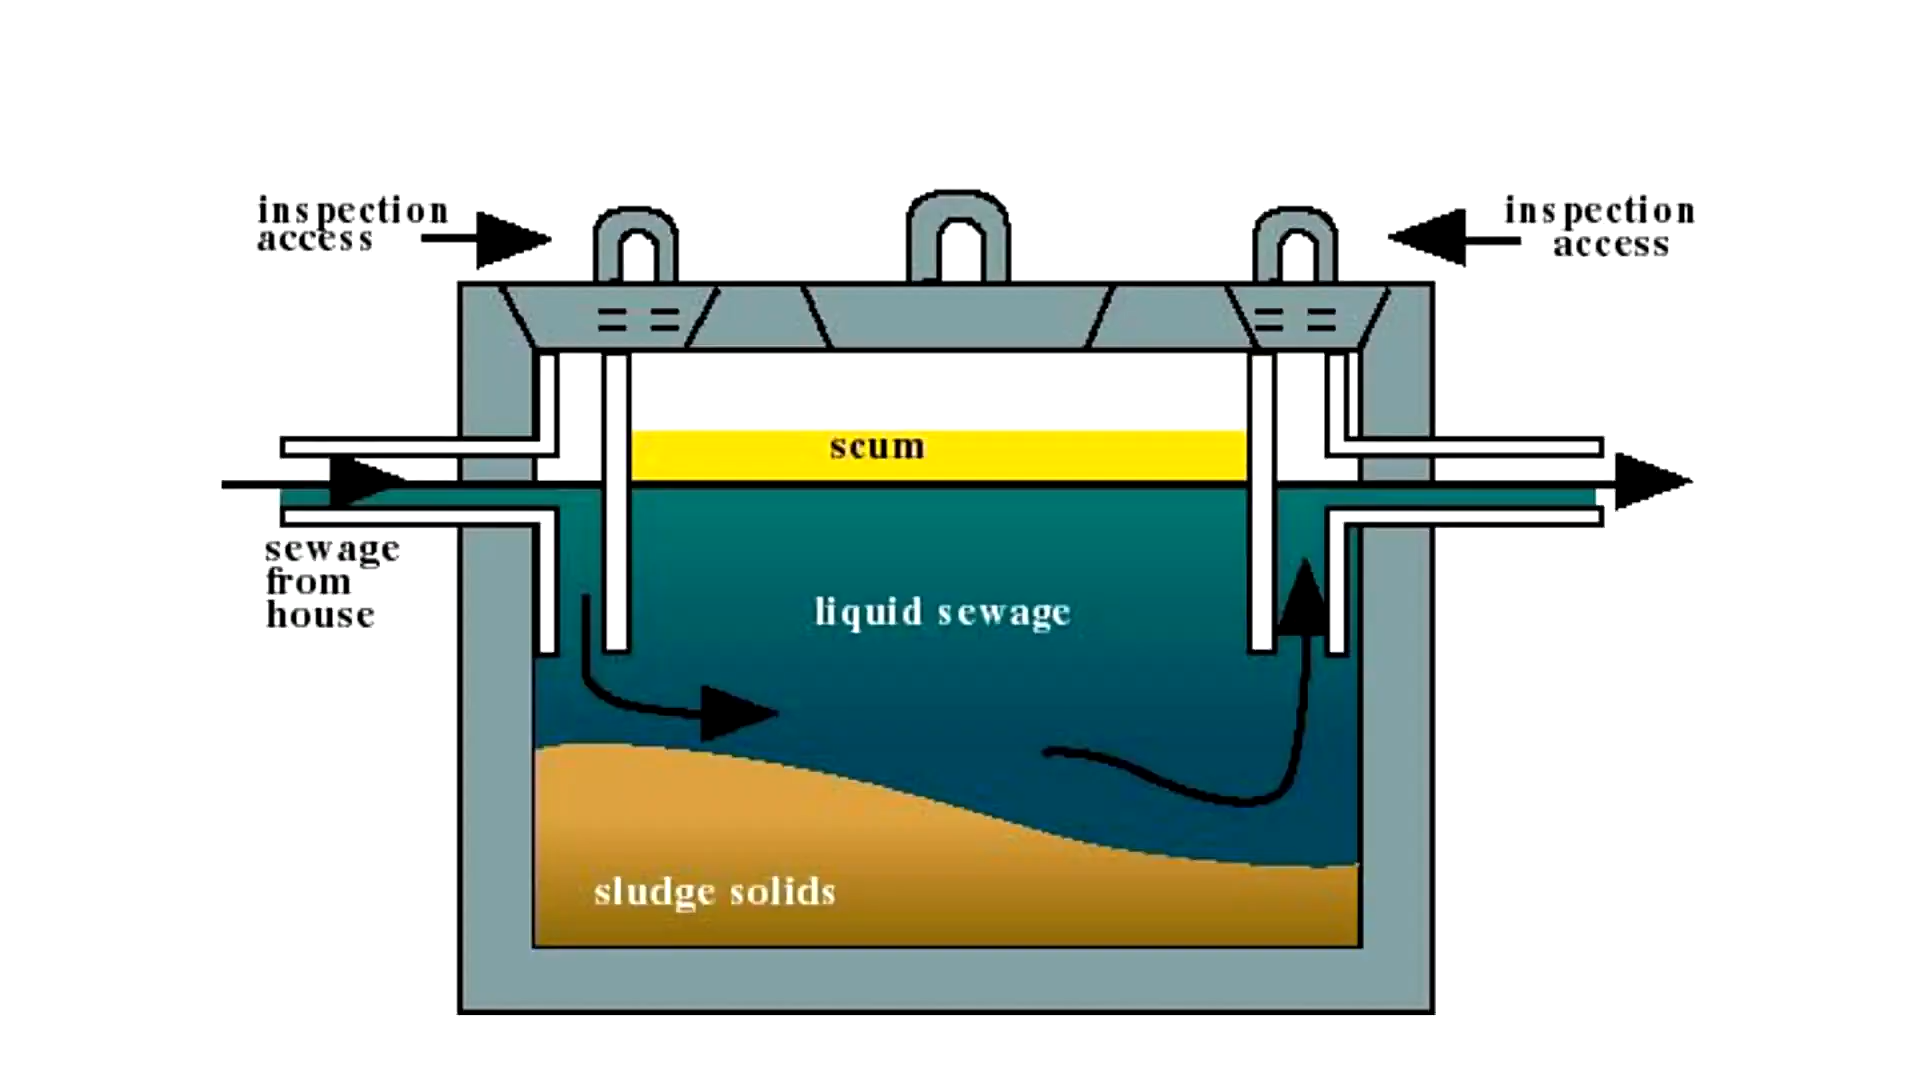 inspection
access
inspection
access
scum
sewage
from
house
liquid sewage
sludge solids